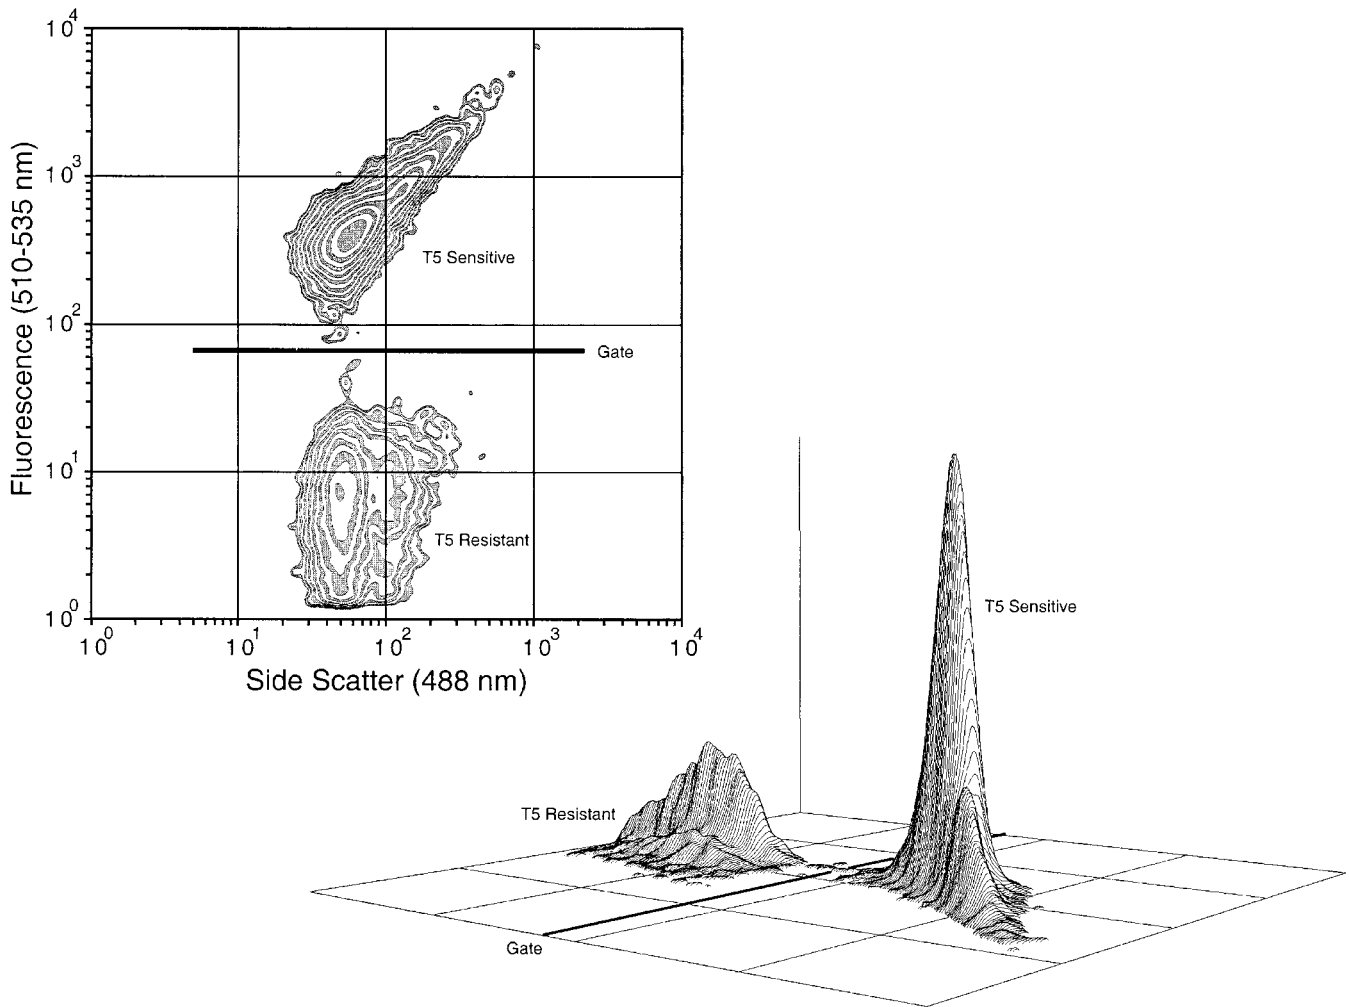 10^4
10^3
10^2
10^1
10^0
Fluorescence (510-535 nm)
T5 Sensitive
Gate
T5 Resistant
10^0
10^1
10^2
10^3
10^4
Side Scatter (488 nm)
T5 Sensitive
T5 Resistant
Gate